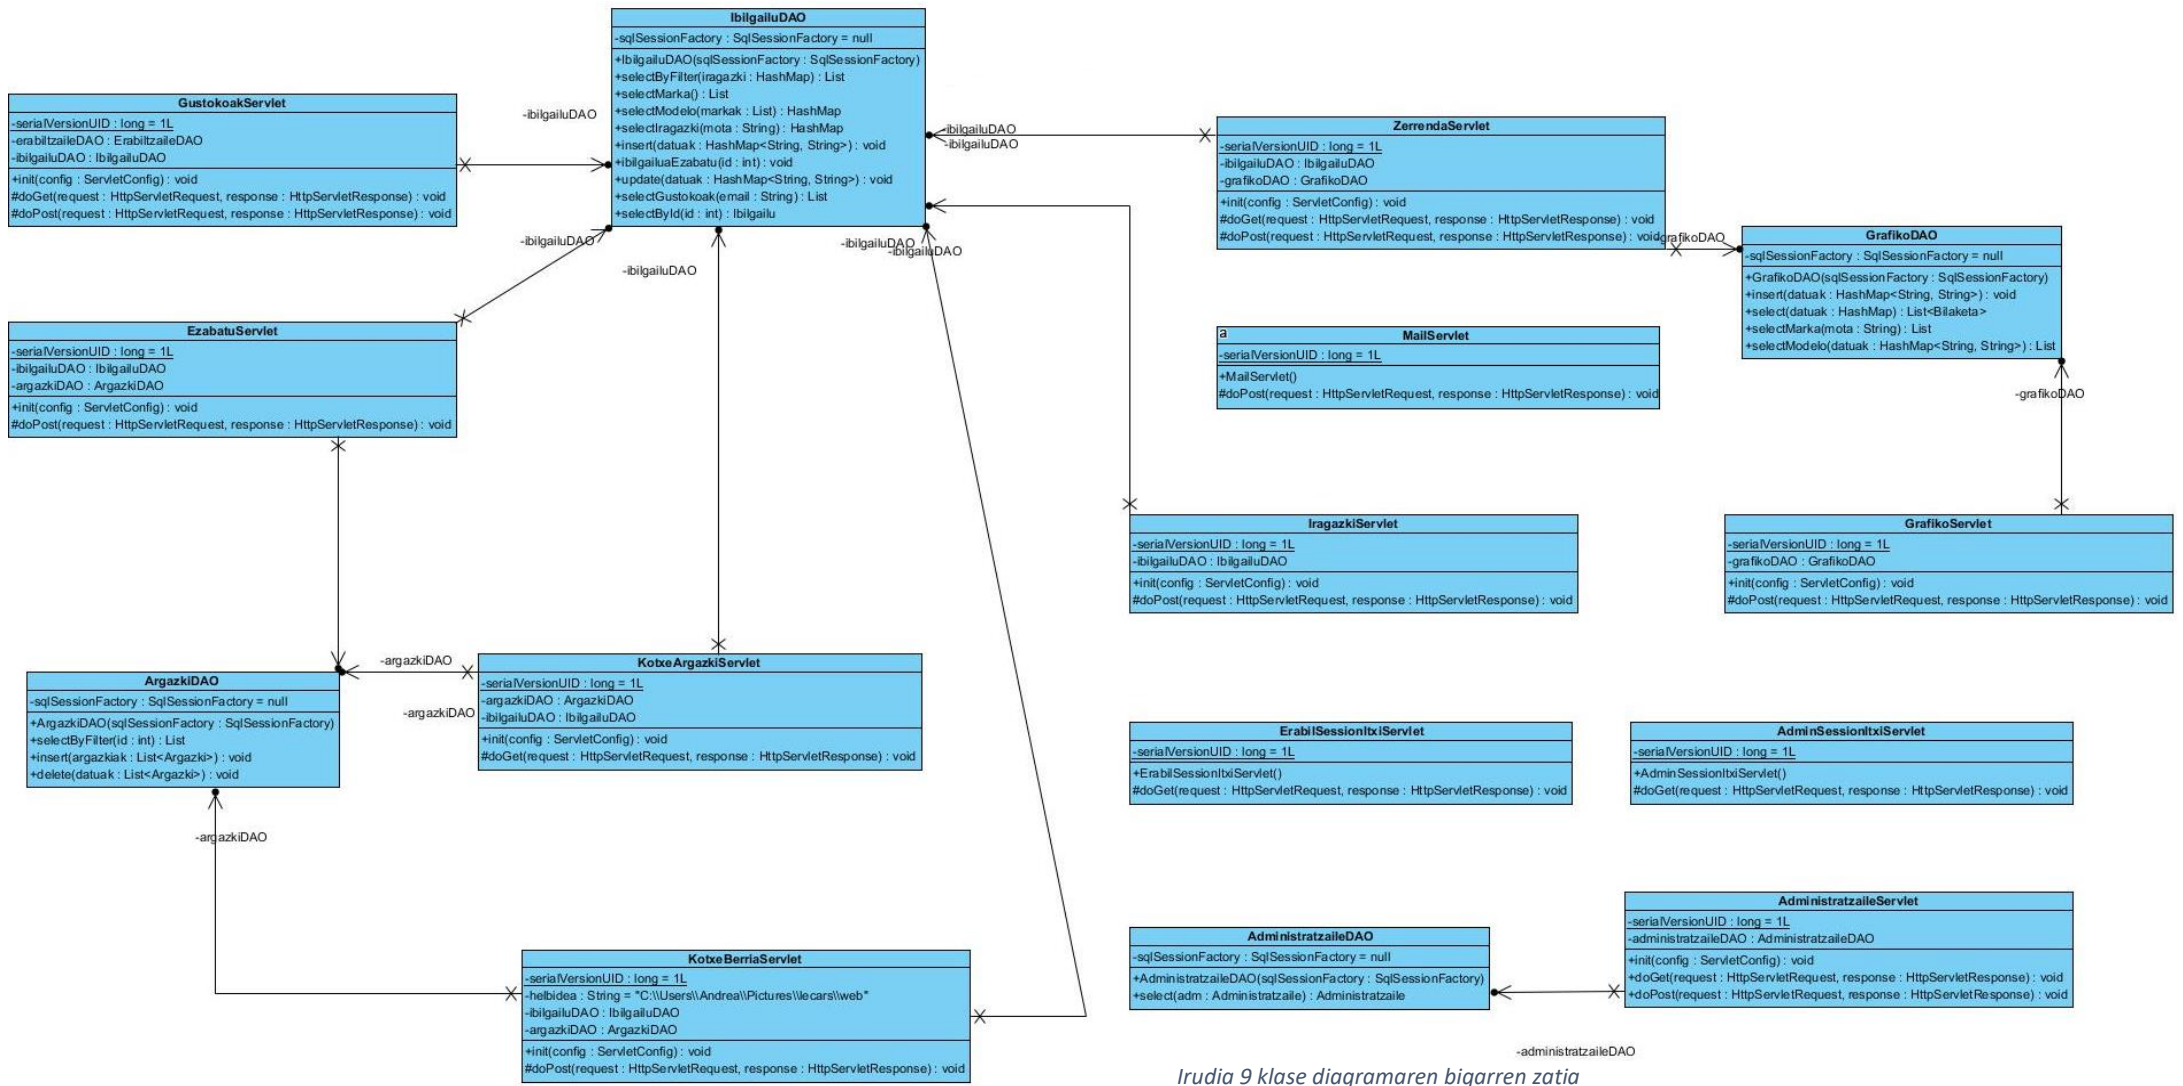 IbilgailuDAO
-sqlSessionFactory : SqlSessionFactory = null
+IbilgailuDAO(sqlSessionFactory : SqlSessionFactory)
+selectByFilter(iragazki : HashMap) : List
+selectMarka() : List
+selectModelo(markak : List) : HashMap
+selectIragazki(mota : String) : HashMap
+insert(datuak : HashMap<String, String>) : void
+ibilgailuaEzabatu(id : int) : void
+update(datuak : HashMap<String, String>) : void
+selectGustokoak(email : String) : List
+selectById(id : int) : Ibilgailu
GustokoakServlet
-serialVersionUID : long = 1L
-erabiltzaileDAO : ErabiltzaileDAO
-ibilgailuDAO : IbilgailuDAO
+init(config : ServletConfig) : void
#doGet(request : HttpServletRequest, response : HttpServletResponse) : void
#doPost(request : HttpServletRequest, response : HttpServletResponse) : void
-ibilgailuDAO
-ibilgailuDAO
-ibilgailuDAO
ZerrendaServlet
-serialVersionUID : long = 1L
-ibilgailuDAO : IbilgailuDAO
-grafikoDAO : GrafikoDAO
+init(config : ServletConfig) : void
#doGet(request : HttpServletRequest, response : HttpServletResponse) : void
#doPost(request : HttpServletRequest, response : HttpServletResponse) : void
-grafikoDAO
GrafikoDAO
-sqlSessionFactory : SqlSessionFactory = null
+GrafikoDAO(sqlSessionFactory : SqlSessionFactory)
+insert(datuak : HashMap<String, String>) : void
+select(datuak : HashMap) : List<Bilaketa>
+selectMarka(mota : String) : List
+selectModelo(datuak : HashMap<String, String>) : List
-ibilgailuDAO
-ibilgailuDAO
-ibilgailuDAO
-ibilgailuDAO
EzabatuServlet
-serialVersionUID : long = 1L
-ibilgailuDAO : IbilgailuDAO
-argazkiDAO : ArgazkiDAO
+init(config : ServletConfig) : void
#doPost(request : HttpServletRequest, response : HttpServletResponse) : void
a
MailServlet
-serialVersionUID : long = 1L
+MailServlet()
#doPost(request : HttpServletRequest, response : HttpServletResponse) : void
-grafikoDAO
IragazkiServlet
-serialVersionUID : long = 1L
-ibilgailuDAO : IbilgailuDAO
+init(config : ServletConfig) : void
#doPost(request : HttpServletRequest, response : HttpServletResponse) : void
GrafikoServlet
-serialVersionUID : long = 1L
-grafikoDAO : GrafikoDAO
+init(config : ServletConfig) : void
#doPost(request : HttpServletRequest, response : HttpServletResponse) : void
ArgazkiDAO
-sqlSessionFactory : SqlSessionFactory = null
+ArgazkiDAO(sqlSessionFactory : SqlSessionFactory)
+selectByFilter(id : int) : List
+insert(argazkiak : List<Argazki>) : void
+delete(datuak : List<Argazki>) : void
-argazkiDAO
-argazkiDAO
KotxeArgazkiServlet
-serialVersionUID : long = 1L
-argazkiDAO : ArgazkiDAO
-ibilgailuDAO : IbilgailuDAO
+init(config : ServletConfig) : void
#doGet(request : HttpServletRequest, response : HttpServletResponse) : void
ErabilSessionItxiServlet
-serialVersionUID : long = 1L
+ErabilSessionItxiServlet()
#doGet(request : HttpServletRequest, response : HttpServletResponse) : void
AdminSessionItxiServlet
-serialVersionUID : long = 1L
+AdminSessionItxiServlet()
#doGet(request : HttpServletRequest, response : HttpServletResponse) : void
-argazkiDAO
KotxeBerriaServlet
-serialVersionUID : long = 1L
-helbidea : String = "C:\\Users\\Andrea\\Pictures\\lecars\\web"
-ibilgailuDAO : IbilgailuDAO
-argazkiDAO : ArgazkiDAO
+init(config : ServletConfig) : void
#doPost(request : HttpServletRequest, response : HttpServletResponse) : void
AdministratzaileDAO
-sqlSessionFactory : SqlSessionFactory = null
+AdministratzaileDAO(sqlSessionFactory : SqlSessionFactory)
+select(adm : Administratzaile) : Administratzaile
AdministratzaileServlet
-serialVersionUID : long = 1L
-administratzaileDAO : AdministratzaileDAO
+init(config : ServletConfig) : void
+doGet(request : HttpServletRequest, response : HttpServletResponse) : void
+doPost(request : HttpServletRequest, response : HttpServletResponse) : void
-administratzaileDAO
Irudia 9 klase diagramaren bigarren zatia